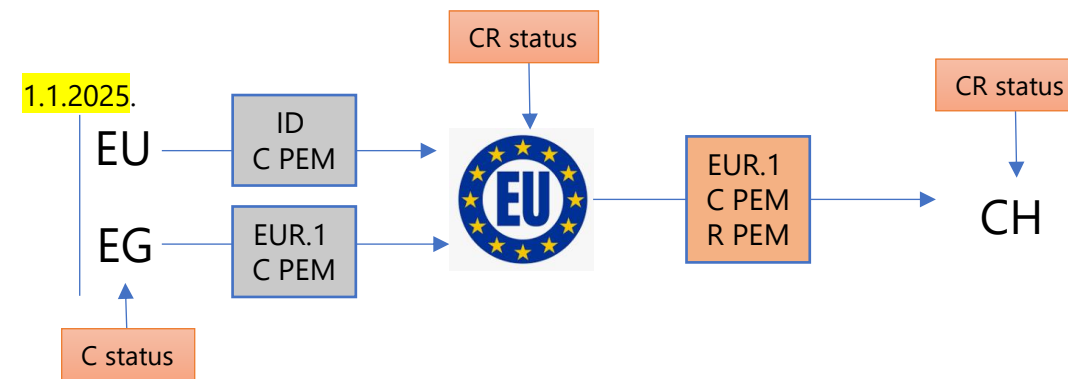 CR status
CR status
1.1.2025.
EU
ID
C PEM
EU
EUR.1
C PEM
R PEM
CH
EG
EUR.1
C PEM
C status